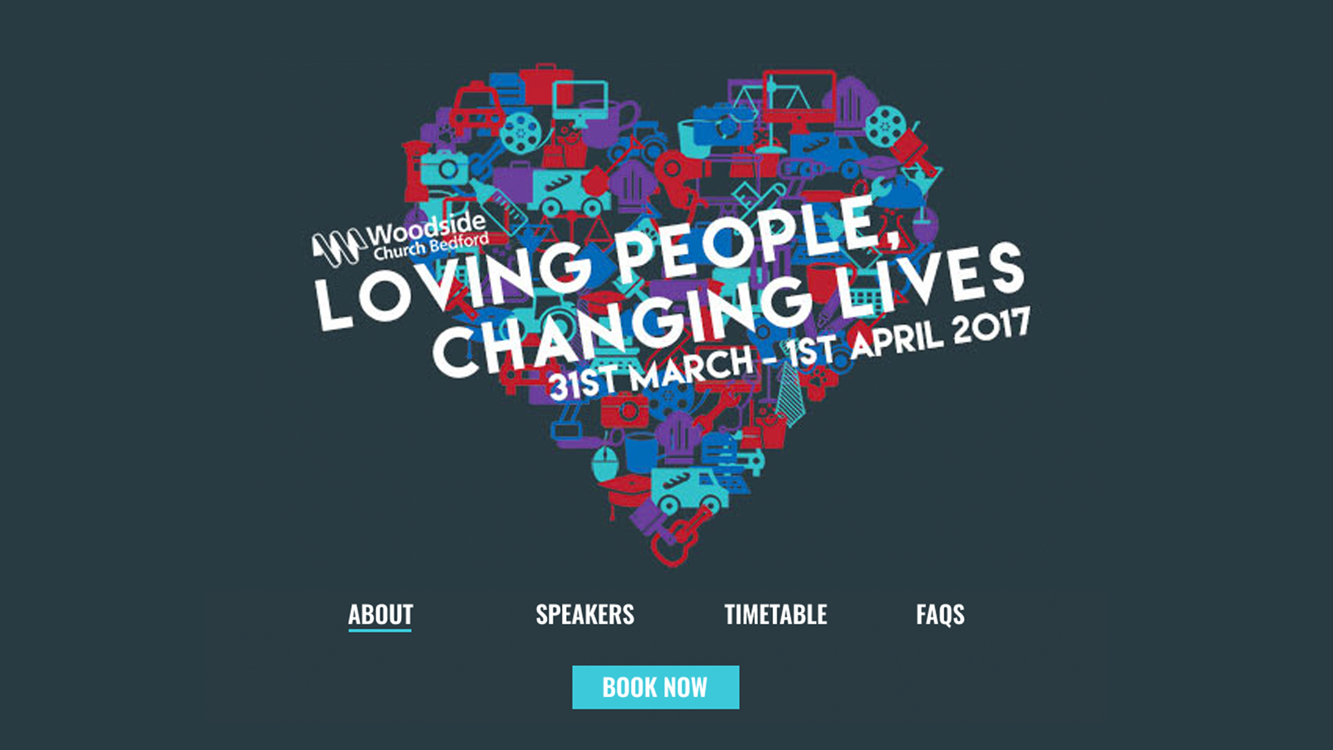 Woodside
Church Bedford
LOVING PEOPLE,
CHANGING LIVES
31ST MARCH - 1ST APRIL 2017
ABOUT
SPEAKERS
TIMETABLE
FAQS
BOOK NOW